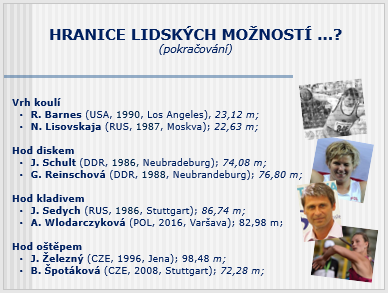 HRANICE LIDSKÝCH MOŽNOSTÍ ...?
(pokračování)
Vrh koulí
• R. Barnes (USA, 1990, Los Angeles), 23,12 m;
• N. Lisovskaja (RUS, 1987, Moskva); 22,63 m;
Hod diskem
• J. Schult (DDR, 1986, Neubradeburg); 74,08 m;
• G. Reinschová (DDR, 1988, Neubrandeburg); 76,80 m;
Hod kladivem
• J. Sedych (RUS, 1986, Stuttgart); 86,74 m;
• A. Wlodarczyková (POL, 2016, Varšava); 82,98 m;
Hod oštěpem
• J. Železný (CZE, 1996, Jena); 98,48 m;
• B. Špotáková (CZE, 2008, Stuttgart); 72,28 m;